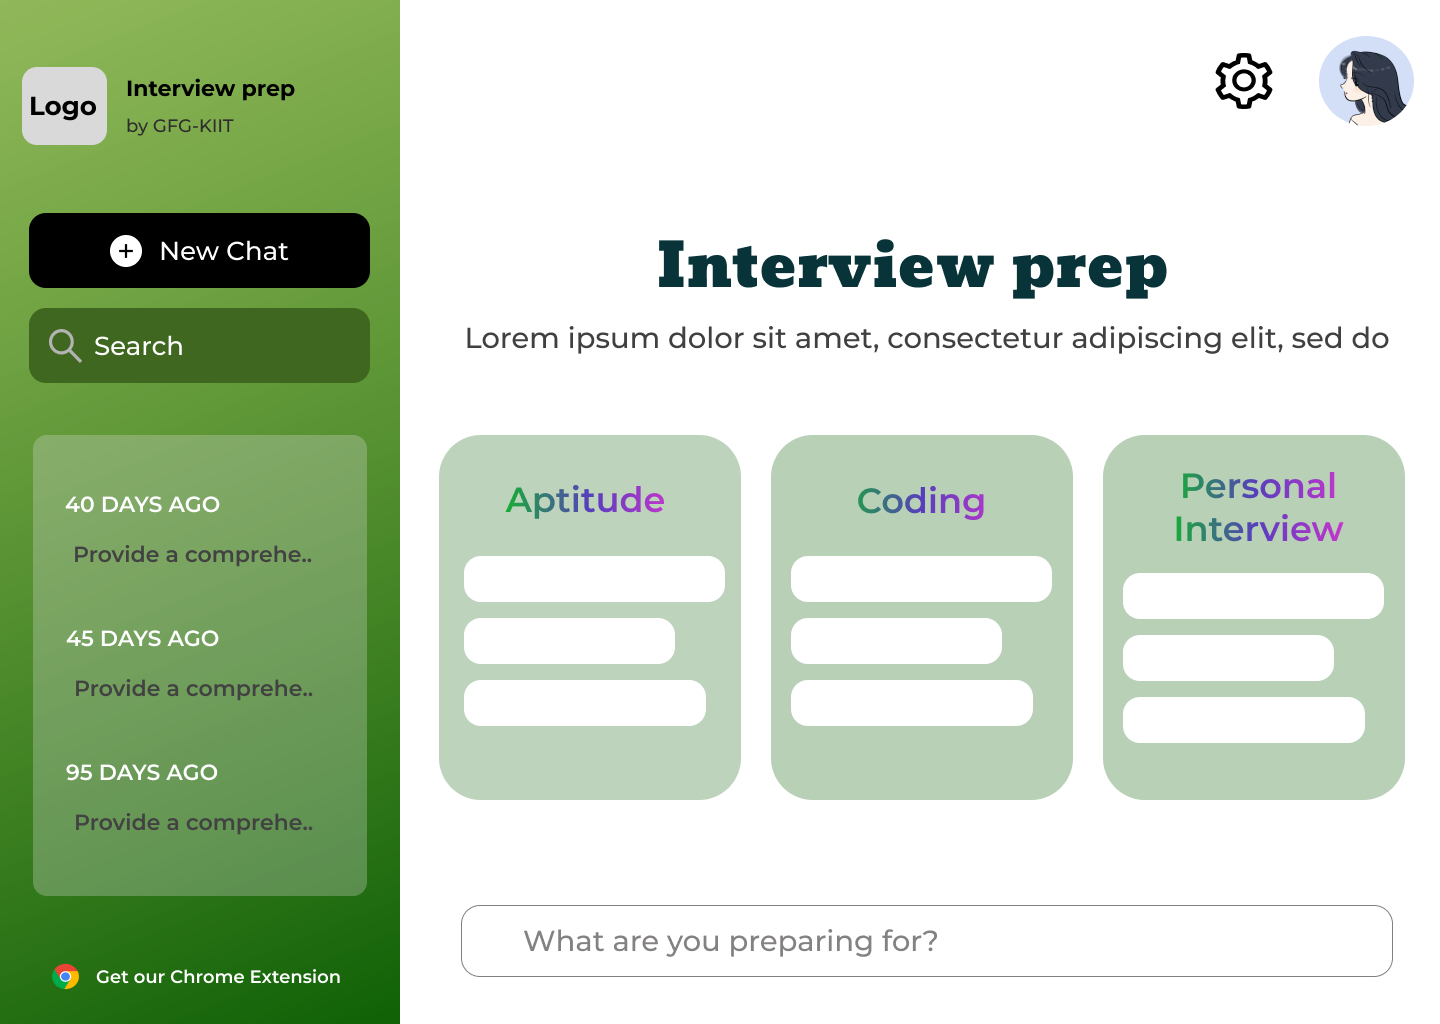 Logo
Interview prep
by GFG-KIIT
New Chat
Search
40 DAYS AGO
Provide a comprehe..
45 DAYS AGO
Provide a comprehe..
95 DAYS AGO
Provide a comprehe..
Get our Chrome Extension
Interview prep
Lorem ipsum dolor sit amet, consectetur adipiscing elit, sed do
Aptitude
Coding
Personal
Interview
What are you preparing for?